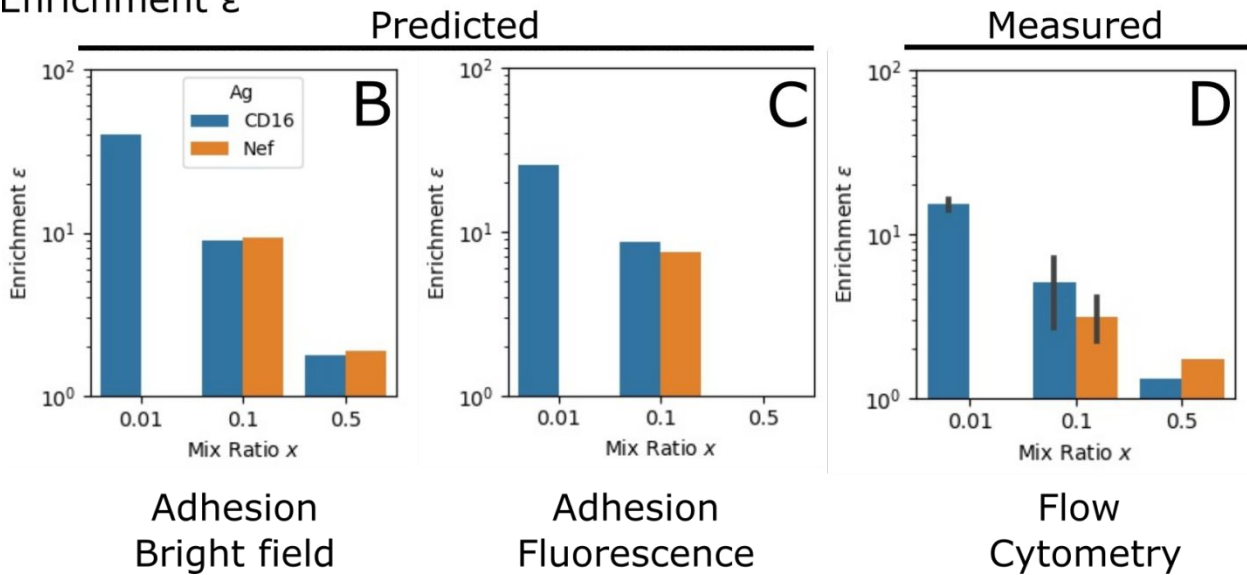 Enrichment ε
Predicted
Measured
B
Ag
CD16
Nef
10²
10¹
10⁰
Enrichment ε
0.01
0.1
0.5
Mix Ratio x
Adhesion
Bright field
C
10²
10¹
10⁰
Enrichment ε
0.01
0.1
0.5
Mix Ratio x
Adhesion
Fluorescence
D
10²
10¹
10⁰
Enrichment ε
0.01
0.1
0.5
Mix Ratio x
Flow
Cytometry